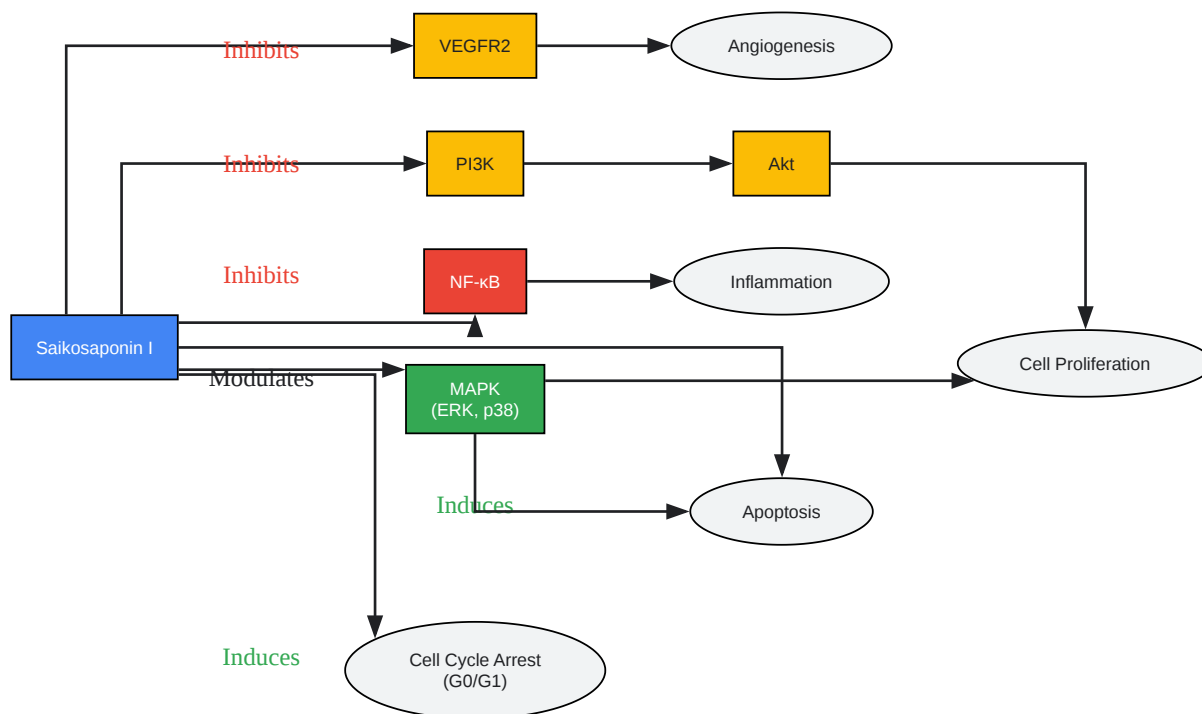 Inhibits
VEGFR2
Angiogenesis
Inhibits
PI3K
Akt
Inhibits
NF-κB
Inflammation
Saikosaponin I
Modulates
MAPK
(ERK, p38)
Cell Proliferation
Induces
Apoptosis
Induces
Cell Cycle Arrest
(G0/G1)